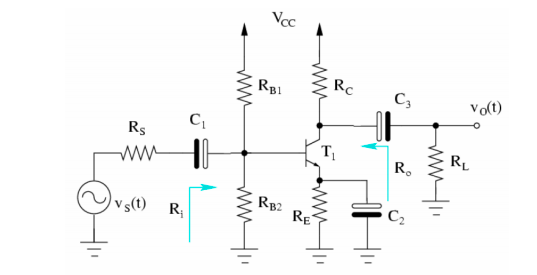 V_CC
R_B1
R_C
C_3
v_O(t)
R_S
C_1
T_1
R_o
R_L
v_S(t)
R_i
R_B2
R_E
C_2